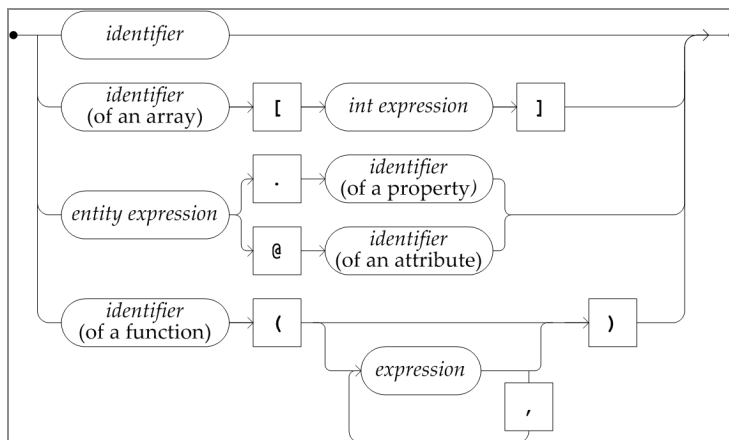 identifier
identifier
(of an array)
[
int expression
]
entity expression
.
identifier
(of a property)
@
identifier
(of an attribute)
identifier
(of a function)
(
)
expression
,